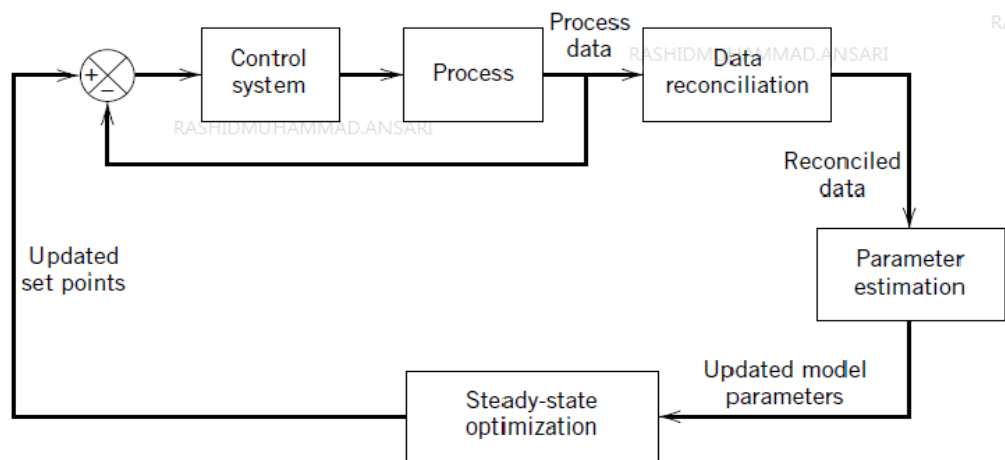 RA
Process
data
RASHIDMUHAMMAD.ANSARI
+
−
Control
system
Process
Data
reconciliation
RASHIDMUHAMMAD.ANSARI
Reconciled
data
Updated
set points
Parameter
estimation
Updated model
parameters
Steady-state
optimization